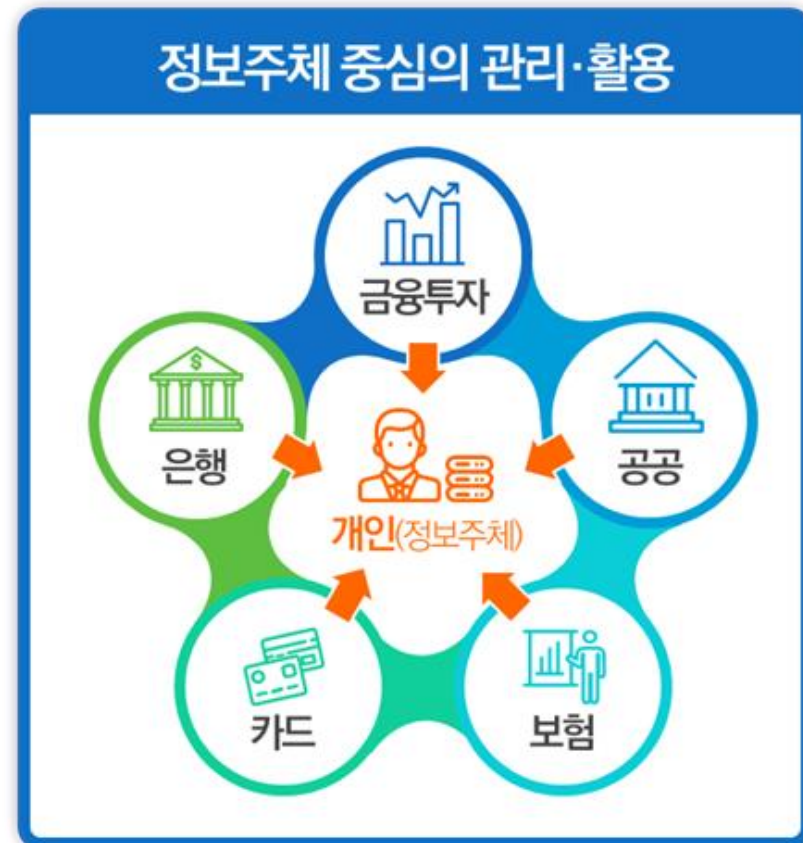 정보주체 중심의 관리·활용
금융투자
은행
공공
개인(정보주체)
카드
보험